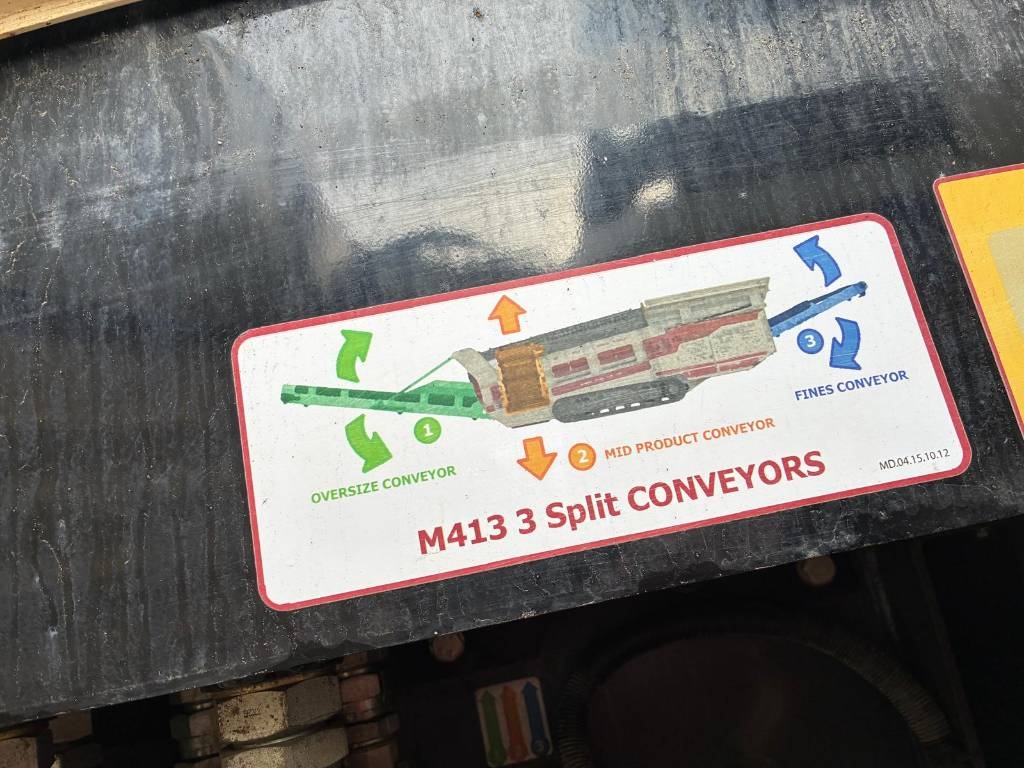 3
FINES CONVEYOR
1
OVERSIZE CONVEYOR
2 MID PRODUCT CONVEYOR
M413 3 Split CONVEYORS
MD.04.15.10.12